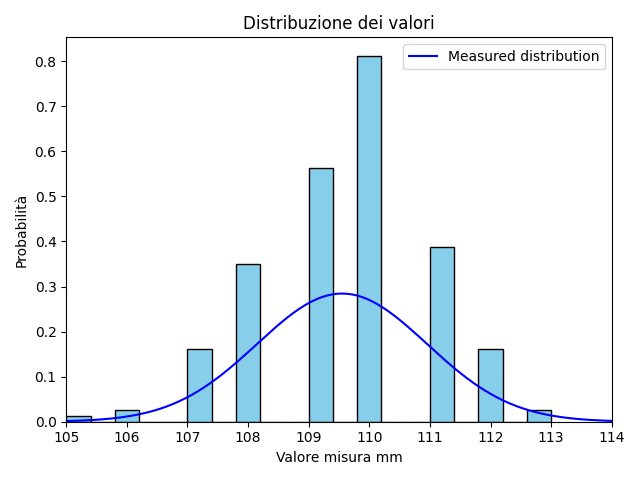 Distribuzione dei valori
Measured distribution
Probabilità
0.8
0.7
0.6
0.5
0.4
0.3
0.2
0.1
0.0
105 106 107 108 109 110 111 112 113 114
Valore misura mm